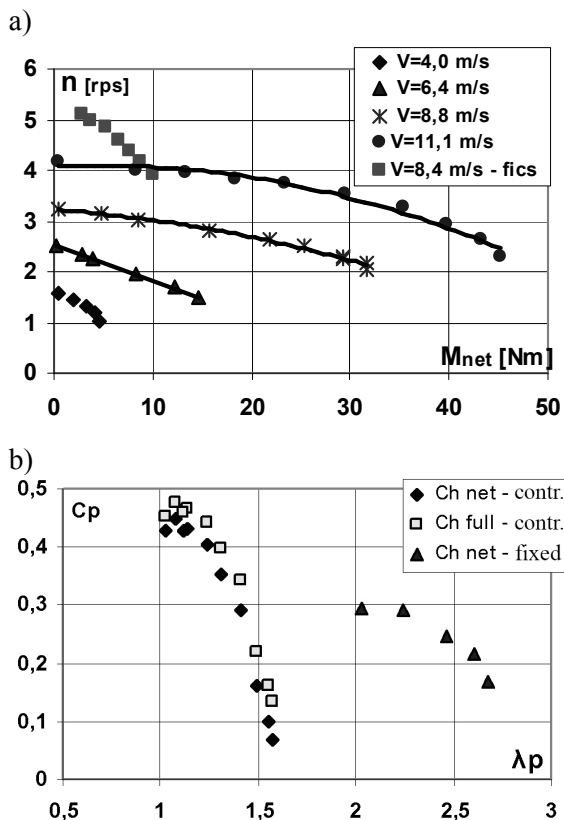 a)
n [rps]
V=4,0 m/s
V=6,4 m/s
V=8,8 m/s
V=11,1 m/s
V=8,4 m/s - fics
6
5
4
3
2
1
0
Mnet [Nm]
0 10 20 30 40 50
b)
Cp
Ch net - contr.
Ch full - contr.
Ch net - fixed
0,5
0,4
0,3
0,2
0,1
0
λp
0,5 1 1,5 2 2,5 3